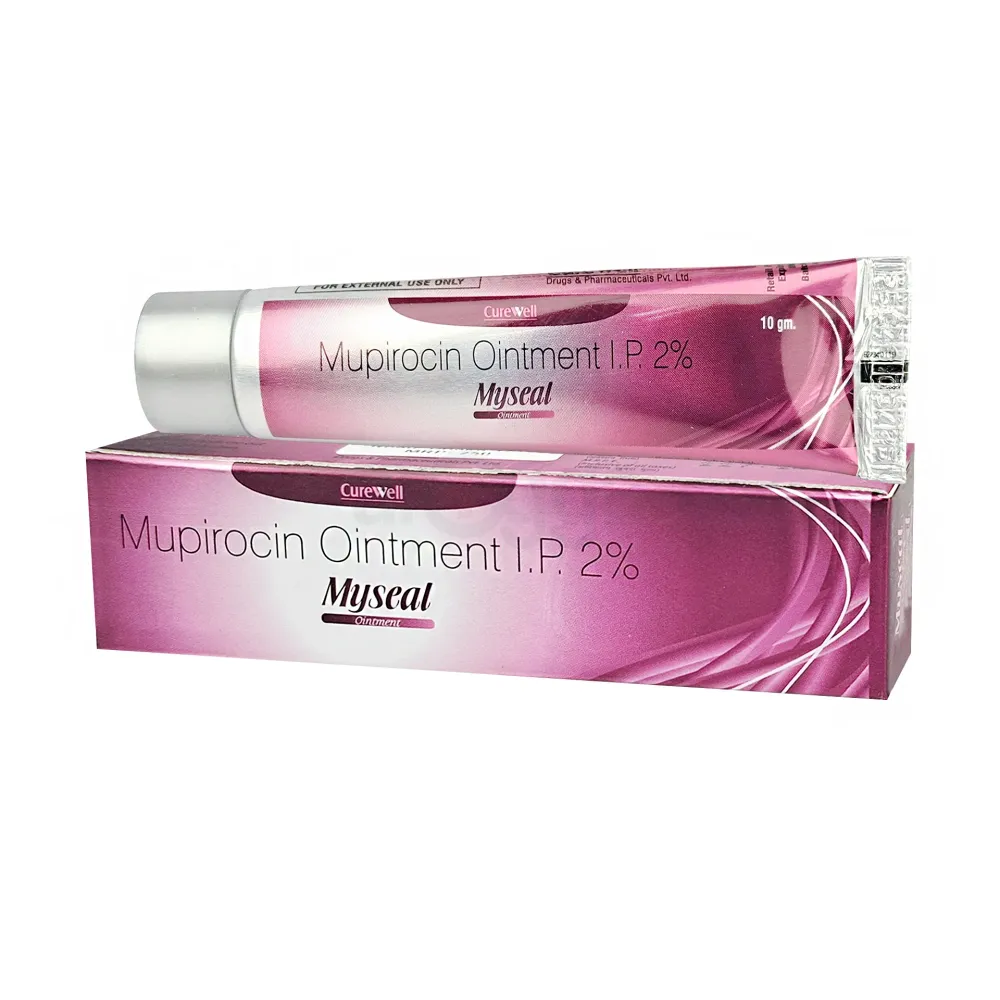 FOR EXTERNAL USE ONLY
Drugs & Pharmaceuticals Pvt. Ltd.
CureWell
10 gm.
Mupirocin Ointment I.P. 2%
Myseal
Ointment
CureWell
Mupirocin Ointment I.P. 2%
Myseal
Ointment